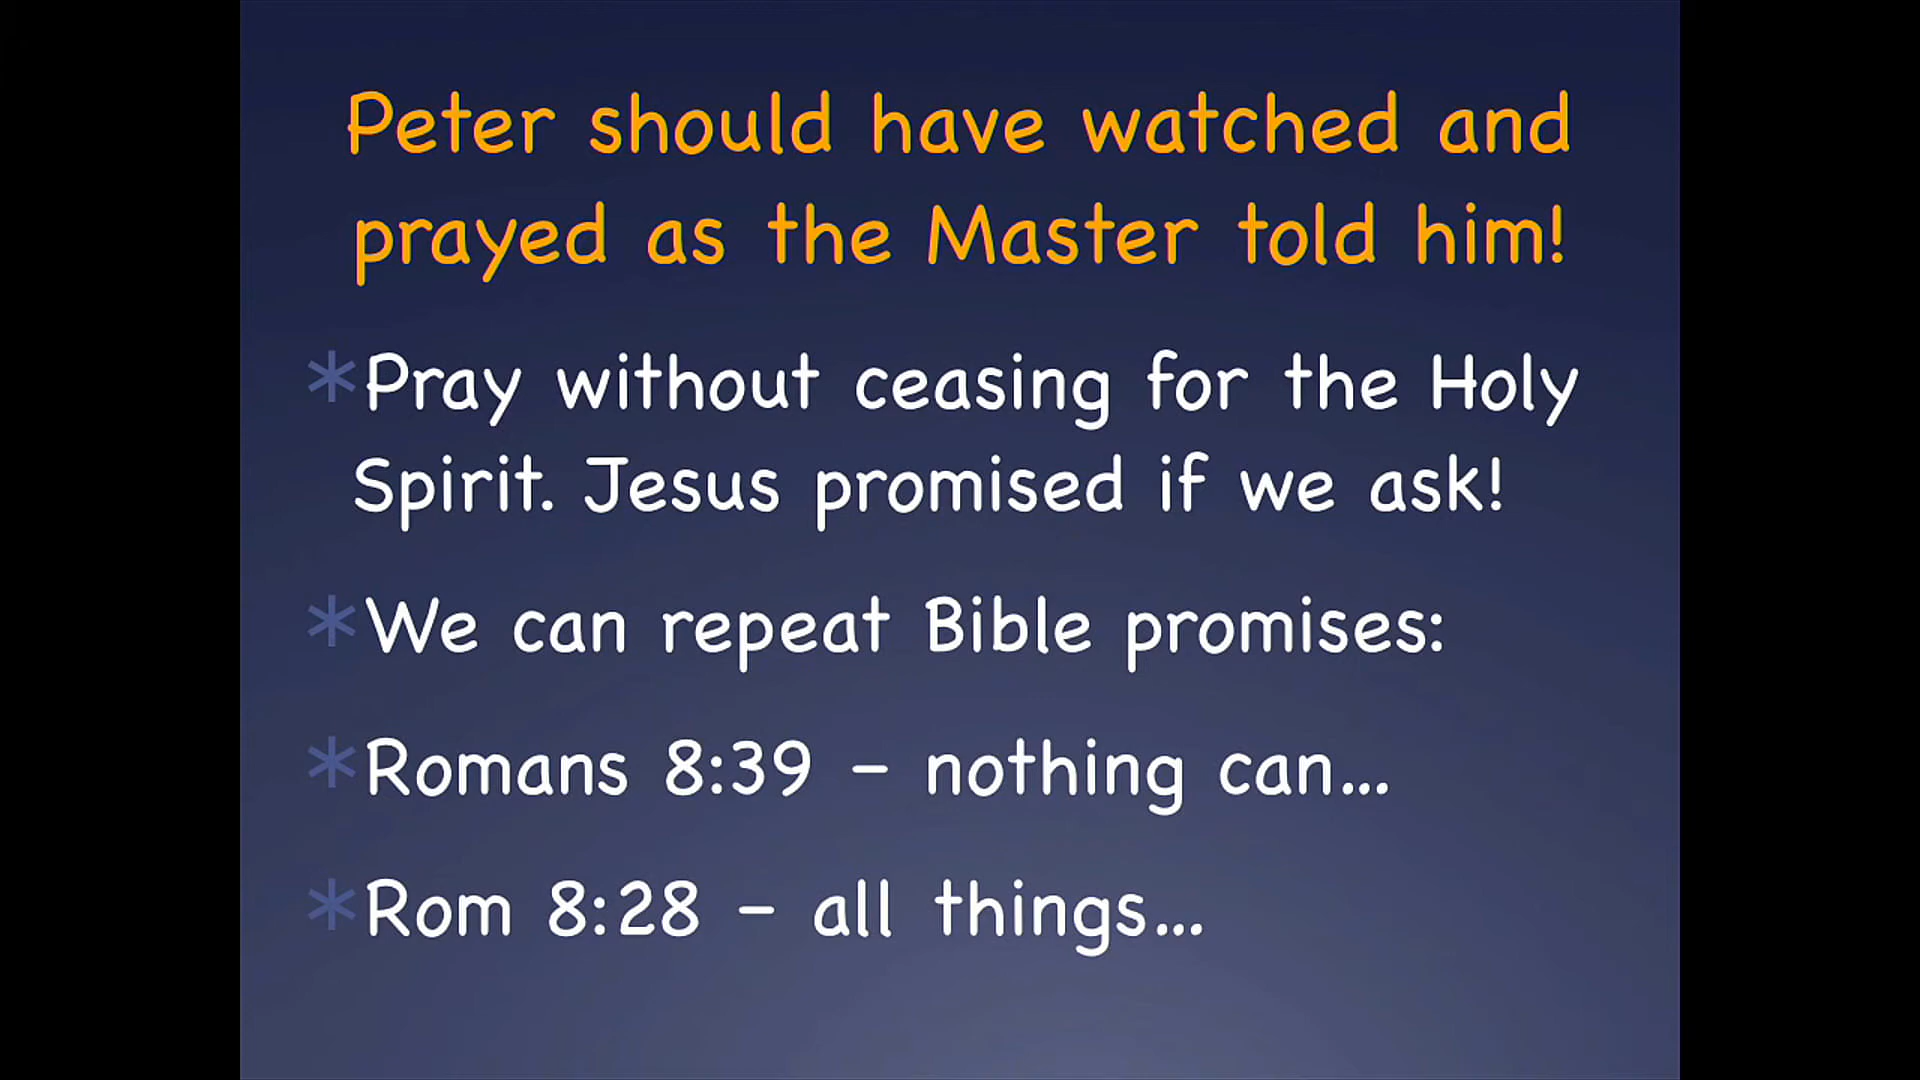 Peter should have watched and
prayed as the Master told him!
*Pray without ceasing for the Holy
Spirit. Jesus promised if we ask!
*We can repeat Bible promises:
*Romans 8:39 – nothing can...
*Rom 8:28 – all things...